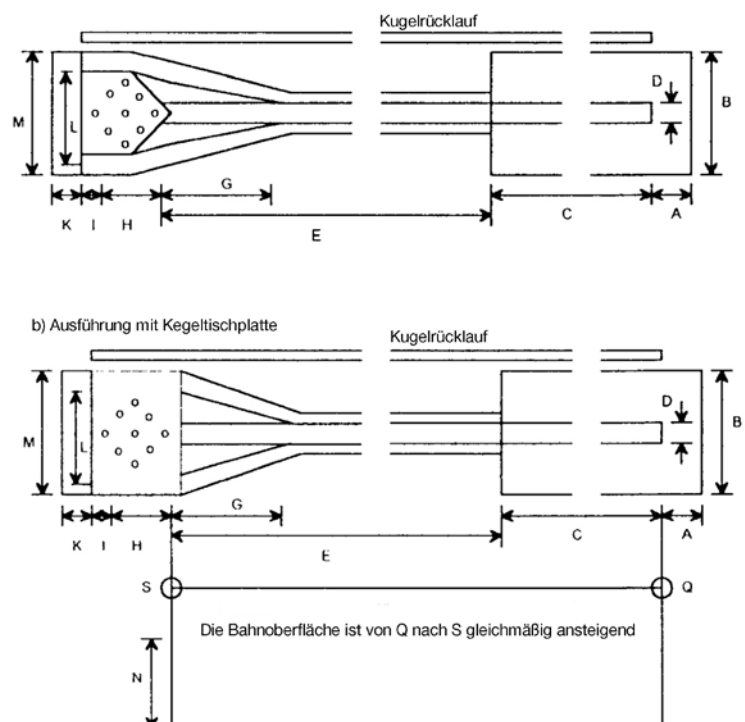 Kugelrücklauf
D
B
M
L
G
C
A
K I H
E
b) Ausführung mit Kegeltischplatte
Kugelrücklauf
D
B
M
L
G
C
A
K I H
E
S
Q
Die Bahnoberfläche ist von Q nach S gleichmäßig ansteigend
N